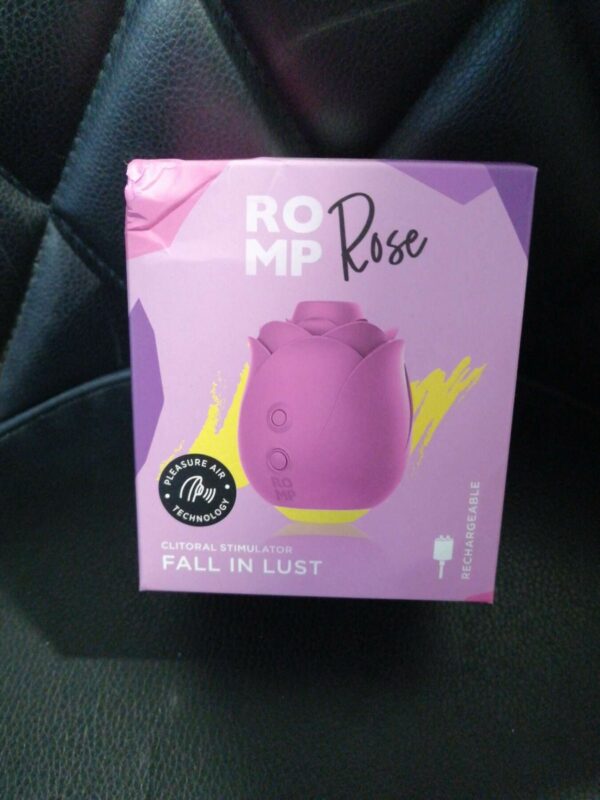 RO
MP
Rose
RO
MP
PLEASURE AIR
TECHNOLOGY
CLITORAL STIMULATOR
FALL IN LUST
RECHARGEABLE